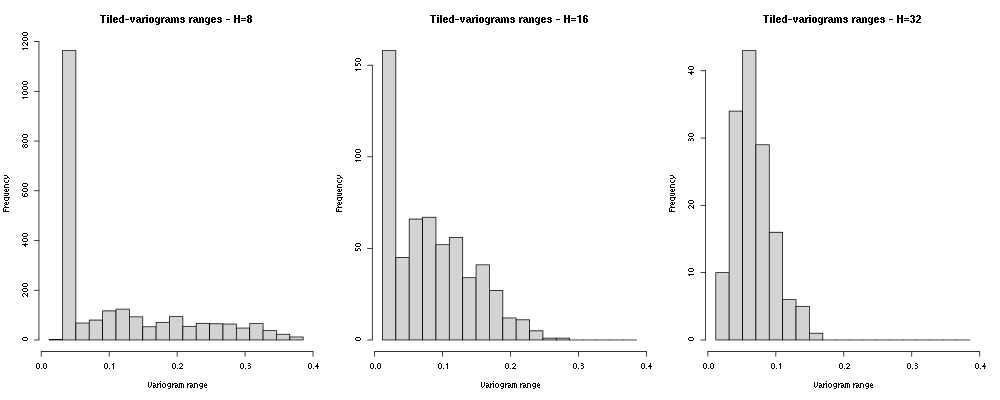 Tiled-variograms ranges - H=8
Frequency
0 200 400 600 800 1000 1200
0.0 0.1 0.2 0.3 0.4
Variogram range
Tiled-variograms ranges - H=16
Frequency
0 50 100 150
0.0 0.1 0.2 0.3 0.4
Variogram range
Tiled-variograms ranges - H=32
Frequency
0 10 20 30 40
0.0 0.1 0.2 0.3 0.4
Variogram range